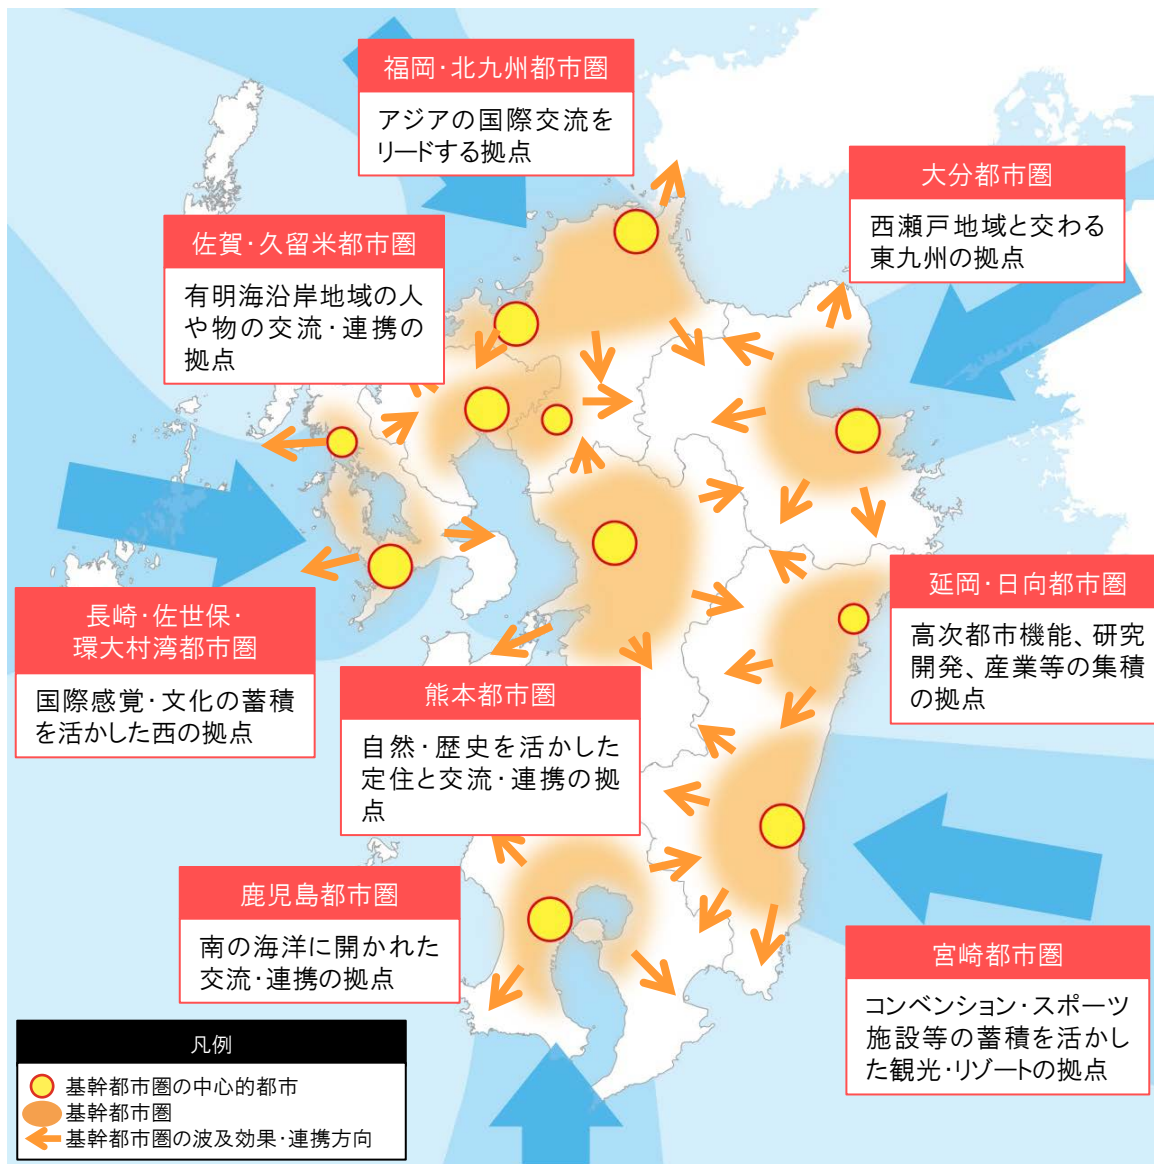 福岡・北九州都市圏
アジアの国際交流を
リードする拠点
大分都市圏
西瀬戸地域と交わる
東九州の拠点
佐賀・久留米都市圏
有明海沿岸地域の人
や物の交流・連携の
拠点
長崎・佐世保・
環大村湾都市圏
国際感覚・文化の蓄積
を活かした西の拠点
延岡・日向都市圏
高次都市機能、研究
開発、産業等の集積
の拠点
熊本都市圏
自然・歴史を活かした
定住と交流・連携の拠
点
鹿児島都市圏
南の海洋に開かれた
交流・連携の拠点
宮崎都市圏
コンベンション・スポーツ
施設等の蓄積を活かし
た観光・リゾートの拠点
凡例
基幹都市圏の中心的都市
基幹都市圏
基幹都市圏の波及効果・連携方向